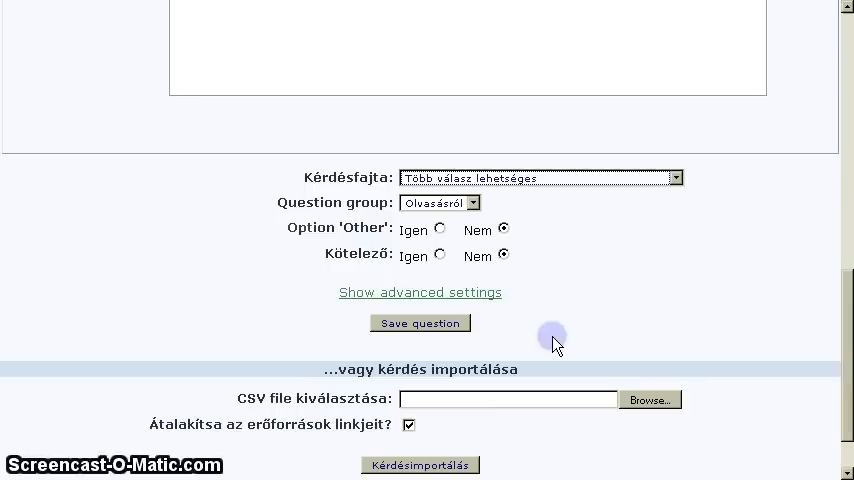 Kérdésfajta: Több válasz lehetséges
Question group: Olvasásról
Option 'Other': Igen Nem
Kötelező: Igen Nem
Show advanced settings
Save question
...vagy kérdés importálása
CSV file kiválasztása: Browse...
Átalakítsa az erőforrások linkjeit?
Kérdésimportálás
Screencast-O-Matic.com